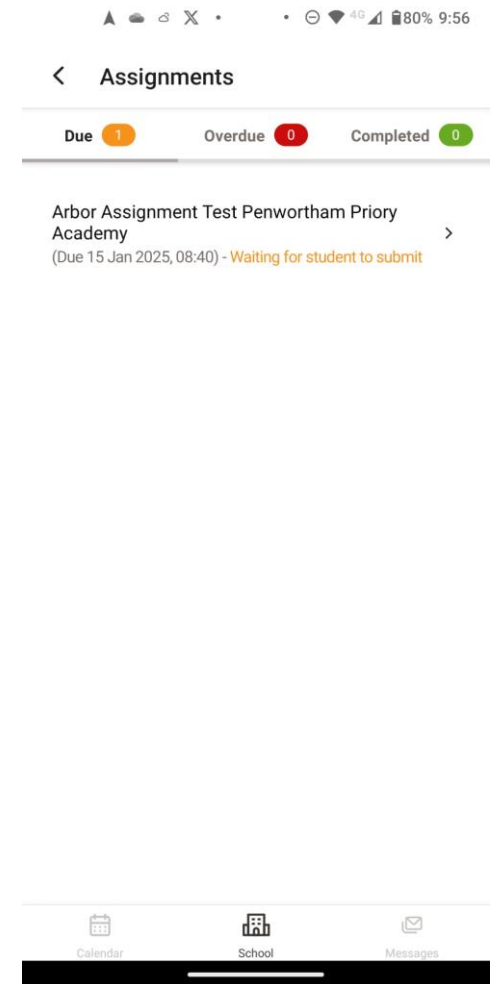 4G 80% 9:56
Assignments
Due 1 Overdue 0 Completed 0
Arbor Assignment Test Penwortham Priory
Academy
(Due 15 Jan 2025, 08:40) - Waiting for student to submit
Calendar School Messages